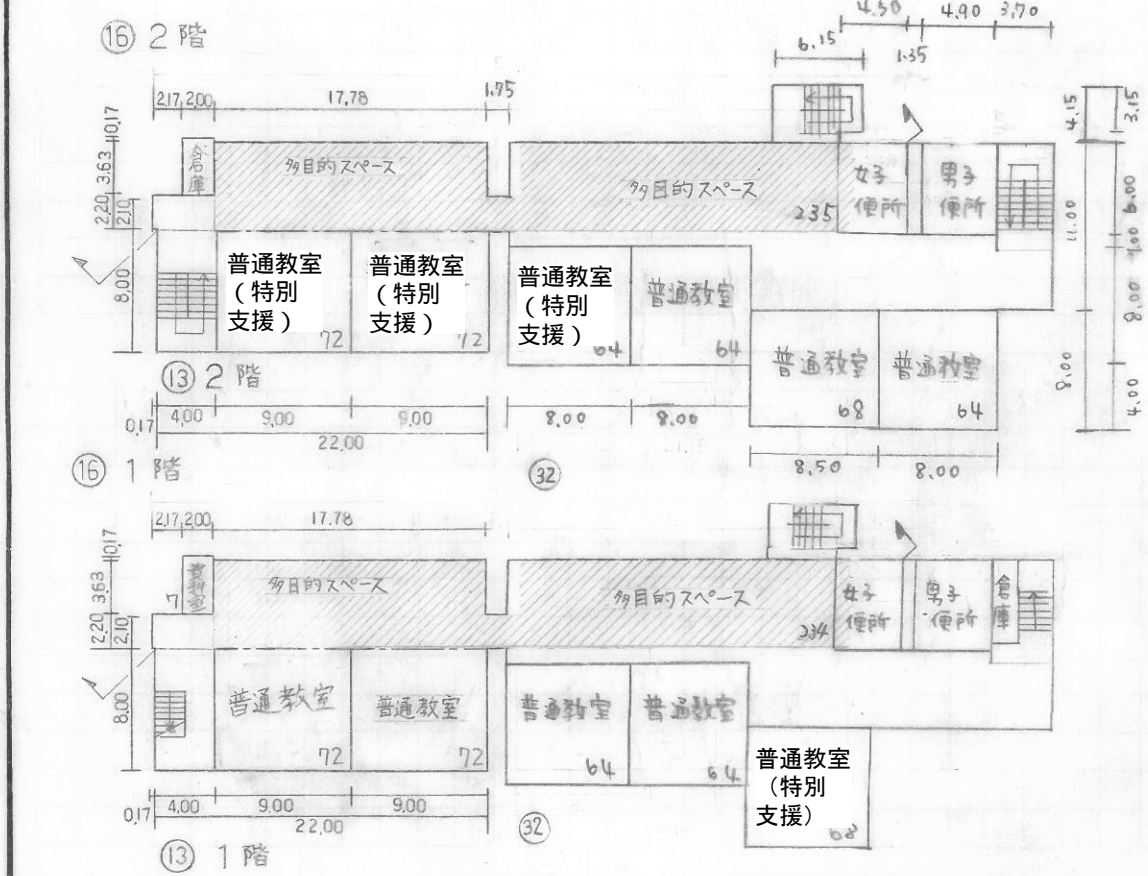 4.50 4.90 3.70
⑯ 2階
6.15 1.35
2.17 2.00 17.78 1.75
4.15 3.15
0.17
3.63
2.20 2.10
8.00
倉庫
多目的スペース
多目的スペース
235
女子
便所
男子
便所
11.00
6.00
1.00
8.00
8.00
4.00
普通教室
(特別
支援)
72
普通教室
(特別
支援)
72
普通教室
(特別
支援)
64
普通教室
64
普通教室
68
普通教室
64
⑬ 2階
0.17 4.00 9.00 9.00
22.00
8.00 8.00
8.50 8.00
⑯ 1階
㉜
2.17 2.00 17.78
0.17
3.63
2.20 2.10
8.00
資料室
7
多目的スペース
多目的スペース
234
女子
便所
男子
便所
倉庫
普通教室
72
普通教室
72
普通教室
64
普通教室
64
普通教室
(特別
支援)
68
0.17 4.00 9.00 9.00
22.00
㉜
⑬ 1階